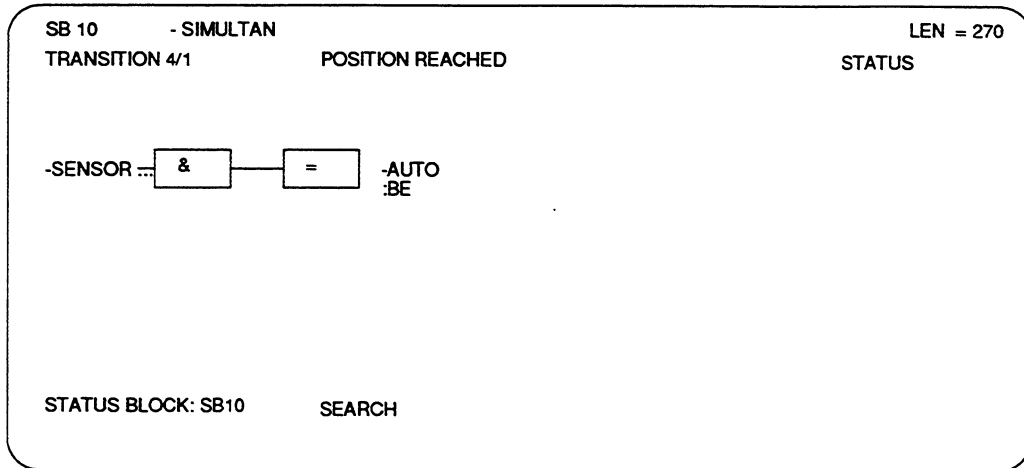 SB 10 - SIMULTAN LEN = 270
TRANSITION 4/1 POSITION REACHED STATUS
-SENSOR & = -AUTO
:BE
STATUS BLOCK: SB10 SEARCH